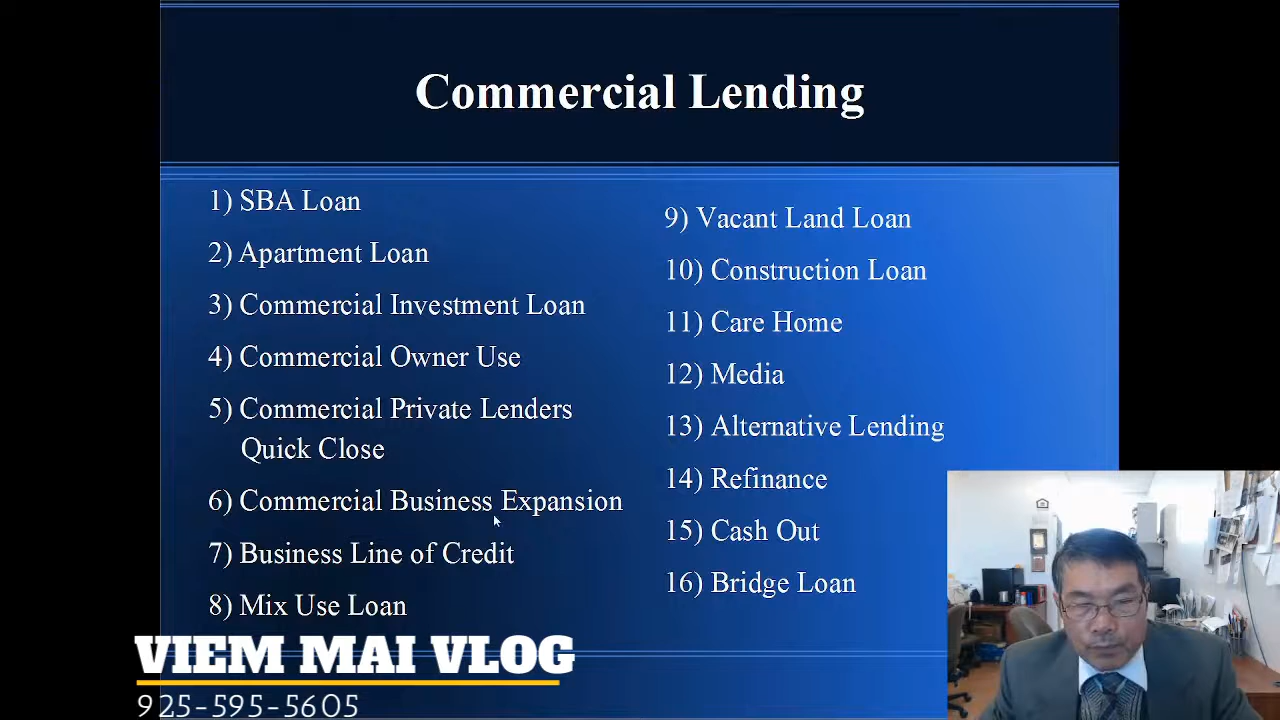 Commercial Lending
1) SBA Loan
2) Apartment Loan
3) Commercial Investment Loan
4) Commercial Owner Use
5) Commercial Private Lenders
Quick Close
6) Commercial Business Expansion
7) Business Line of Credit
8) Mix Use Loan
9) Vacant Land Loan
10) Construction Loan
11) Care Home
12) Media
13) Alternative Lending
14) Refinance
15) Cash Out
16) Bridge Loan
VIEM MAI VLOG
925-595-5605